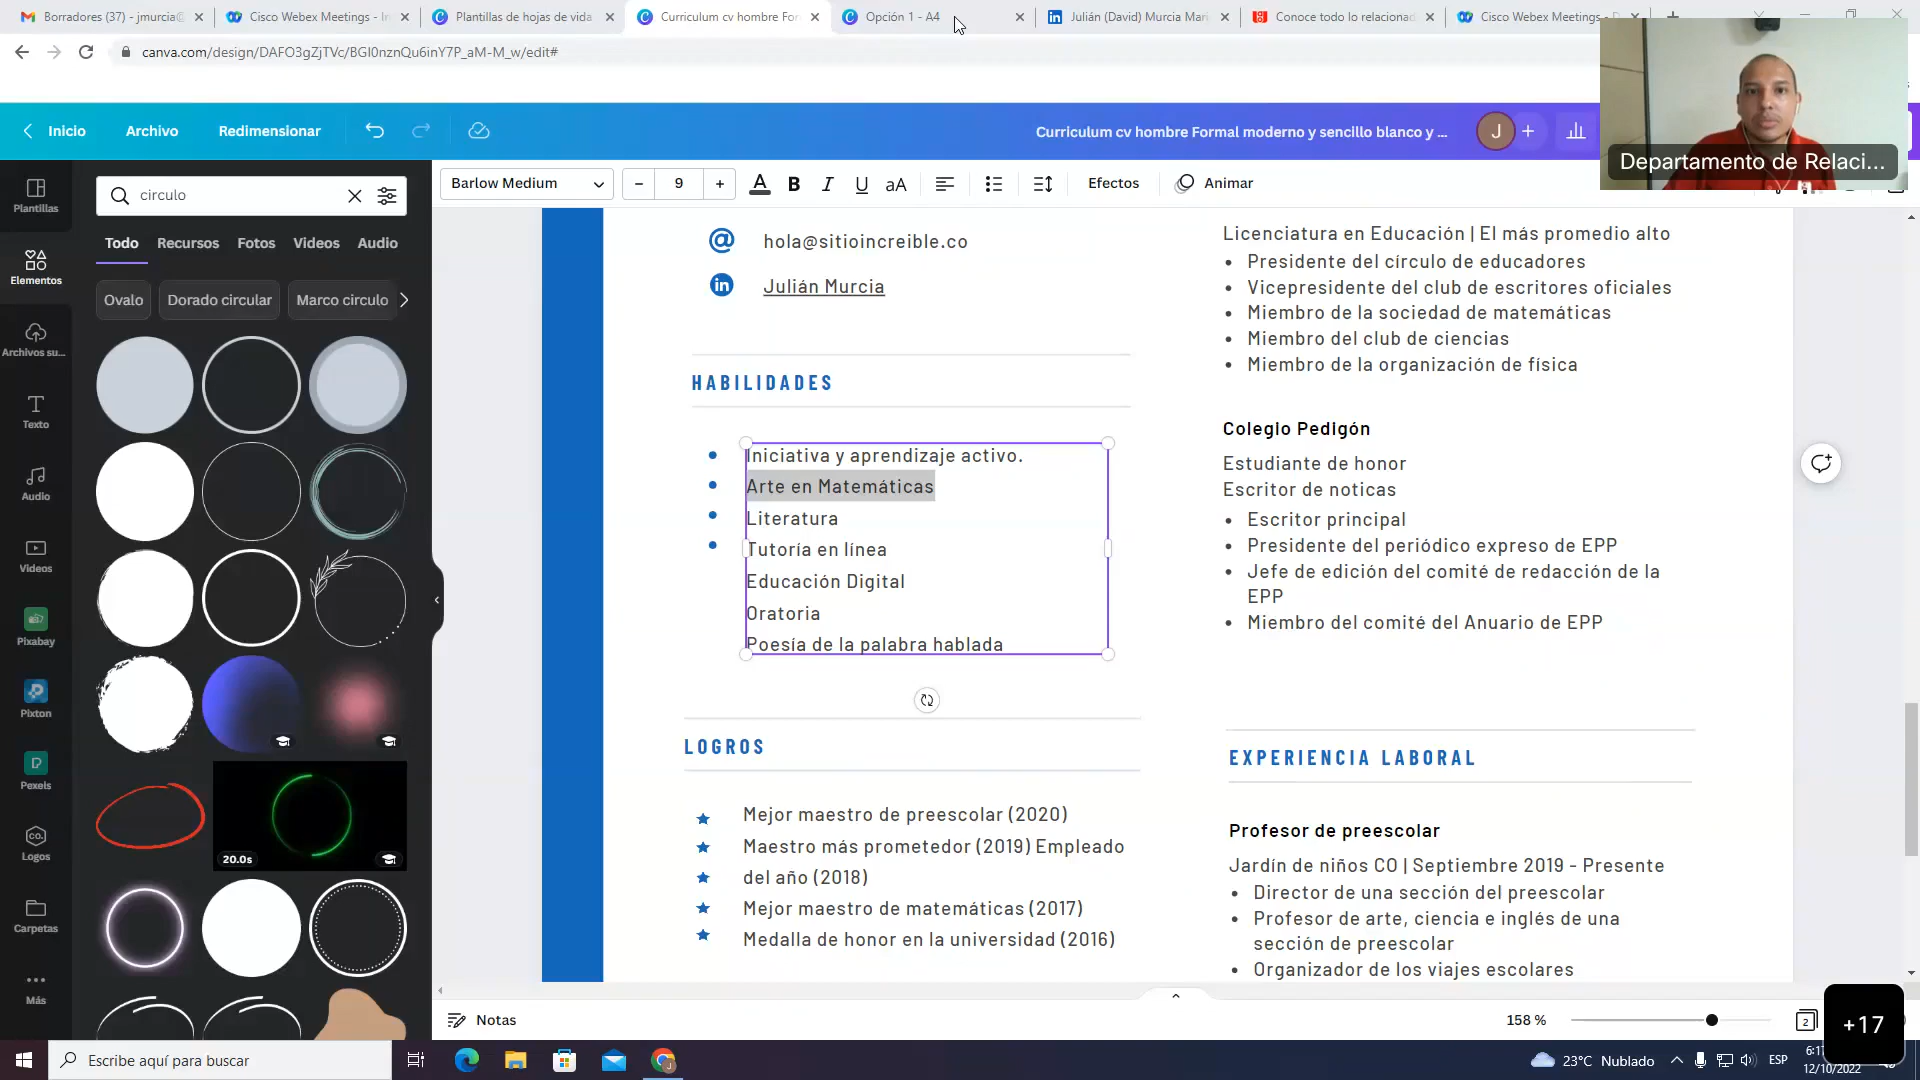 Borradores (37) - jmurcia@
Cisco Webex Meetings - In
Plantillas de hojas de vida
Curriculum cv hombre For
Opción 1 - A4
Julián (David) Murcia Mari
Conoce todo lo relacionad
Cisco Webex Meetings - D
canva.com/design/DAFO3gZjTVc/BGI0nznQu6inY7P_aM-M_w/edit#
Inicio
Archivo
Redimensionar
Curriculum cv hombre Formal moderno y sencillo blanco y ...
J
Departamento de Relaci...
Plantillas
Elementos
Archivos su...
Texto
Audio
Videos
Pixabay
Pixton
Pexels
Logos
Carpetas
Más
circulo
Todo
Recursos
Fotos
Videos
Audio
Ovalo
Dorado circular
Marco circulo
20.0s
Barlow Medium
9
A
B
I
U
aA
Efectos
Animar
hola@sitioincreible.co
Julián Murcia
HABILIDADES
Iniciativa y aprendizaje activo.
Arte en Matemáticas
Literatura
Tutoría en línea
Educación Digital
Oratoria
Poesía de la palabra hablada
LOGROS
Mejor maestro de preescolar (2020)
Maestro más prometedor (2019) Empleado
del año (2018)
Mejor maestro de matemáticas (2017)
Medalla de honor en la universidad (2016)
Licenciatura en Educación | El más promedio alto
• Presidente del círculo de educadores
• Vicepresidente del club de escritores oficiales
• Miembro de la sociedad de matemáticas
• Miembro del club de ciencias
• Miembro de la organización de física
Colegio Pedigón
Estudiante de honor
Escritor de noticas
• Escritor principal
• Presidente del periódico expreso de EPP
• Jefe de edición del comité de redacción de la
EPP
• Miembro del comité del Anuario de EPP
EXPERIENCIA LABORAL
Profesor de preescolar
Jardín de niños CO | Septiembre 2019 - Presente
• Director de una sección del preescolar
• Profesor de arte, ciencia e inglés de una
sección de preescolar
• Organizador de los viajes escolares
Notas
158 %
2
+17
Escribe aquí para buscar
23°C Nublado
ESP
12/10/2022